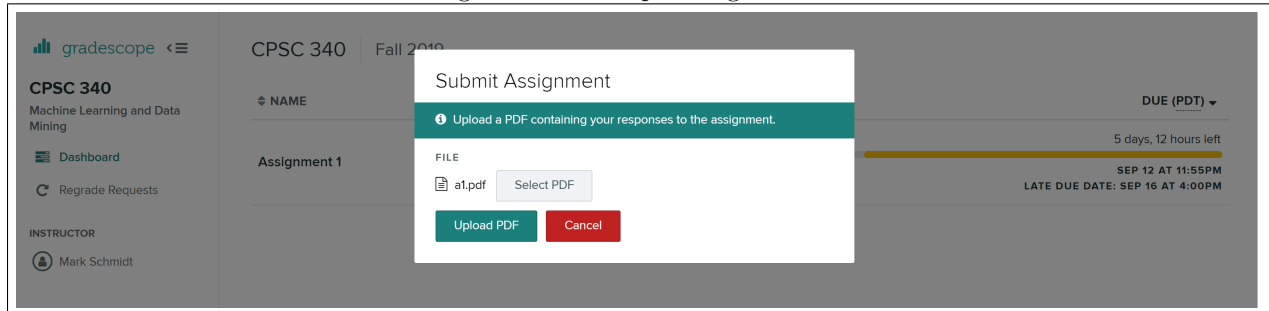 gradescope
CPSC 340
Machine Learning and Data
Mining
Dashboard
Regrade Requests
INSTRUCTOR
Mark Schmidt
CPSC 340 Fall 2019
NAME
DUE (PDT)
Assignment 1
5 days, 12 hours left
SEP 12 AT 11:55PM
LATE DUE DATE: SEP 16 AT 4:00PM
Submit Assignment
Upload a PDF containing your responses to the assignment.
FILE
a1.pdf Select PDF
Upload PDF Cancel